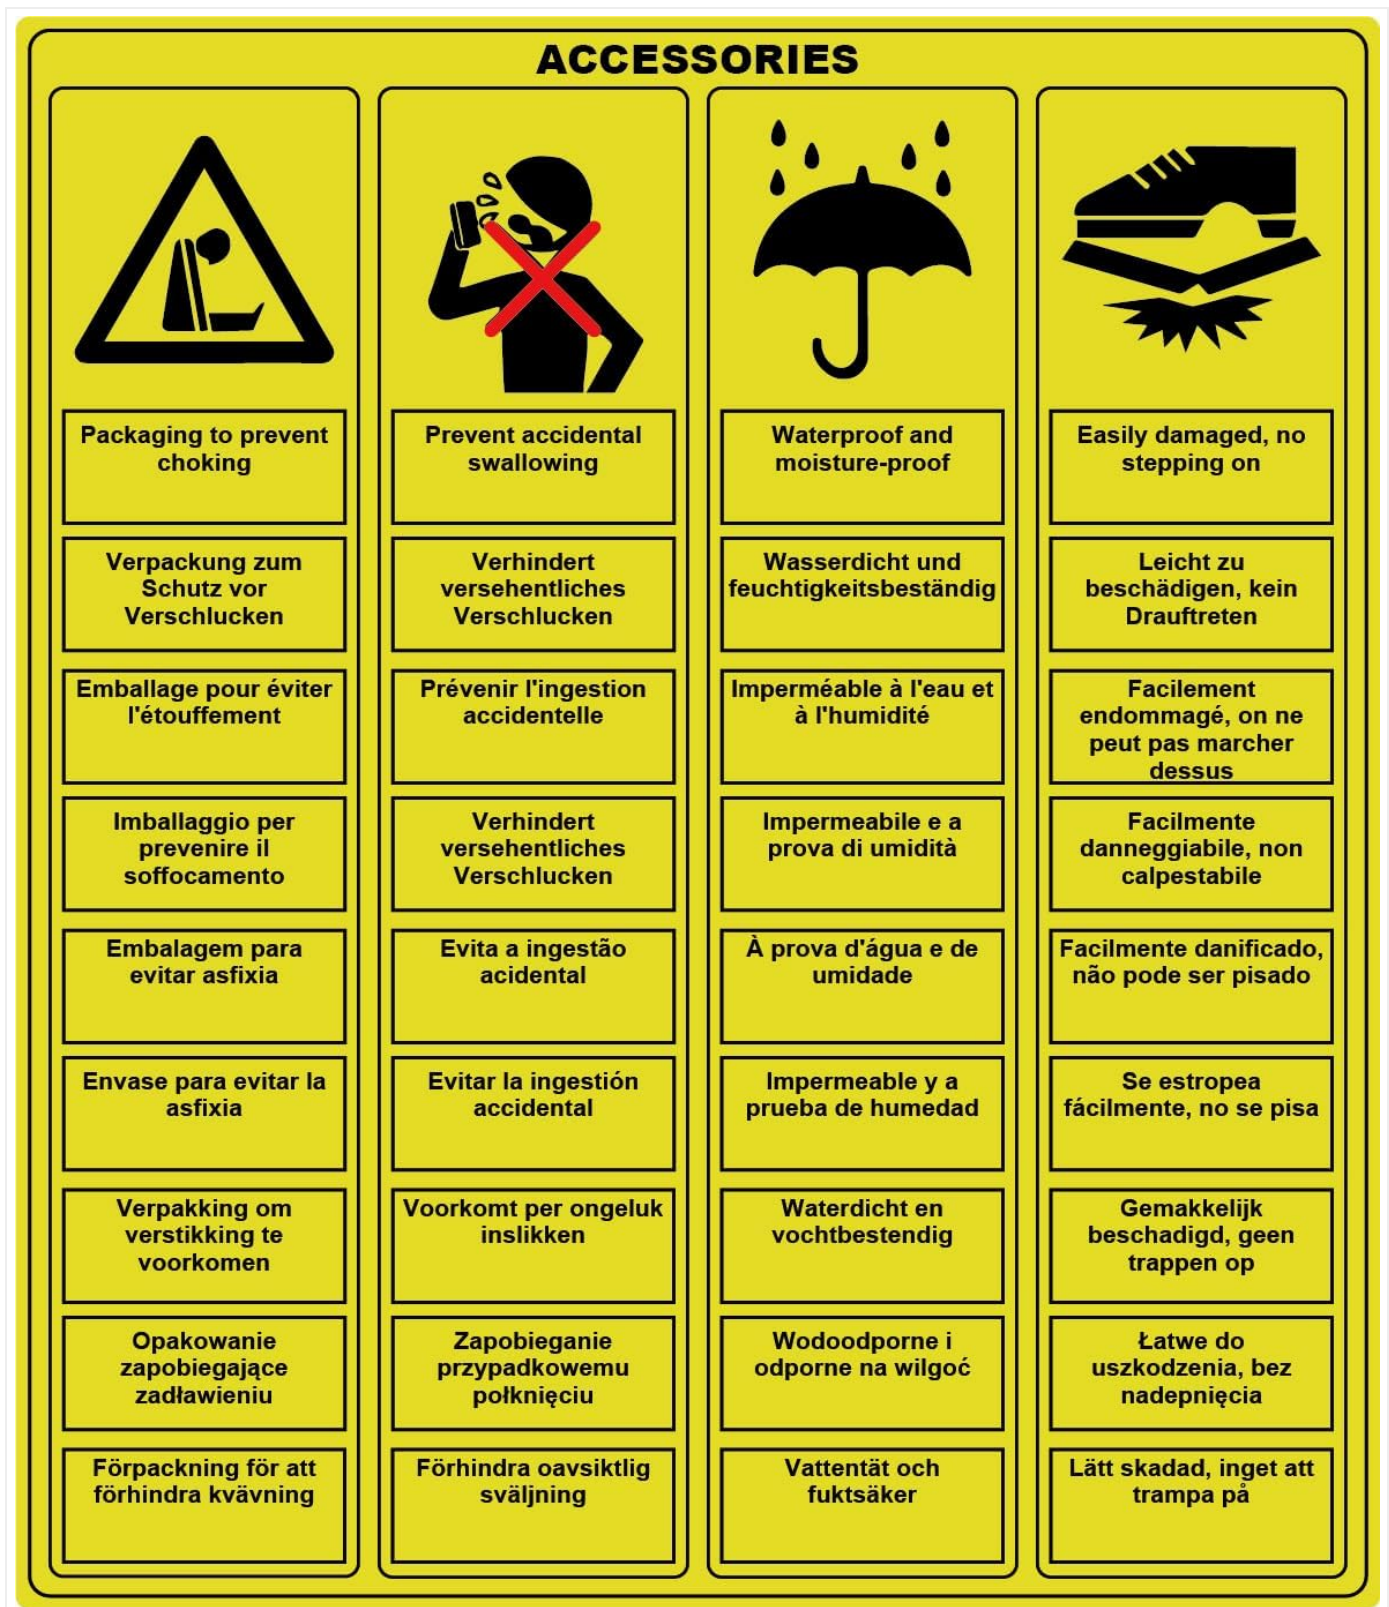 ACCESSORIES
Packaging to prevent
choking
Verpackung zum
Schutz vor
Verschlucken
Emballage pour éviter
l'étouffement
Imballaggio per
prevenire il
soffocamento
Embalagem para
evitar asfixia
Envase para evitar la
asfixia
Verpakking om
verstikking te
voorkomen
Opakowanie
zapobiegające
zadławieniu
Förpackning för att
förhindra kvävning
Prevent accidental
swallowing
Verhindert
versehentliches
Verschlucken
Prévenir l'ingestion
accidentelle
Verhindert
versehentliches
Verschlucken
Evita a ingestão
acidental
Evitar la ingestión
accidental
Voorkomt per ongeluk
inslikken
Zapobieganie
przypadkowemu
połknięciu
Förhindra oavsiktlig
sväljning
Waterproof and
moisture-proof
Wasserdicht und
feuchtigkeitsbeständig
Imperméable à l'eau et
à l'humidité
Impermeabile e a
prova di umidità
À prova d'água e de
umidade
Impermeable y a
prueba de humedad
Waterdicht en
vochtbestendig
Wodoodporne i
odporne na wilgoć
Vattentät och
fuktsäker
Easily damaged, no
stepping on
Leicht zu
beschädigen, kein
Drauftreten
Facilement
endommagé, on ne
peut pas marcher
dessus
Facilmente
danneggiabile, non
calpestabile
Facilmente danificado,
não pode ser pisado
Se estropea
fácilmente, no se pisa
Gemakkelijk
beschadigd, geen
trappen op
Łatwe do
uszkodzenia, bez
nadepnięcia
Lätt skadad, inget att
trampa på